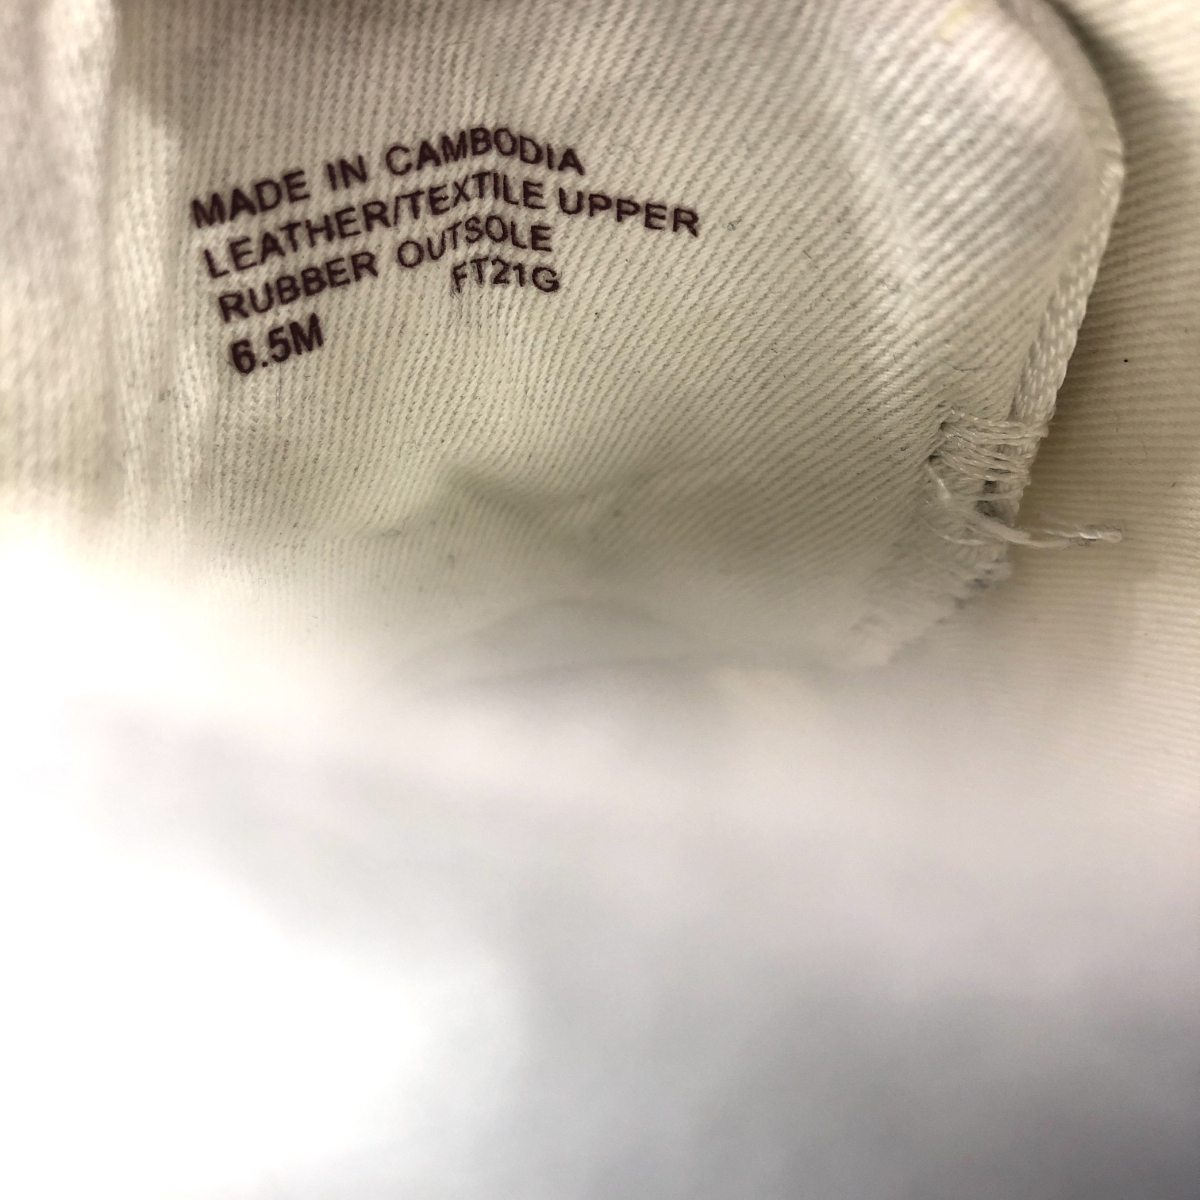 MADE IN CAMBODIA
LEATHER/TEXTILE UPPER
RUBBER OUTSOLE
FT21G
6.5M